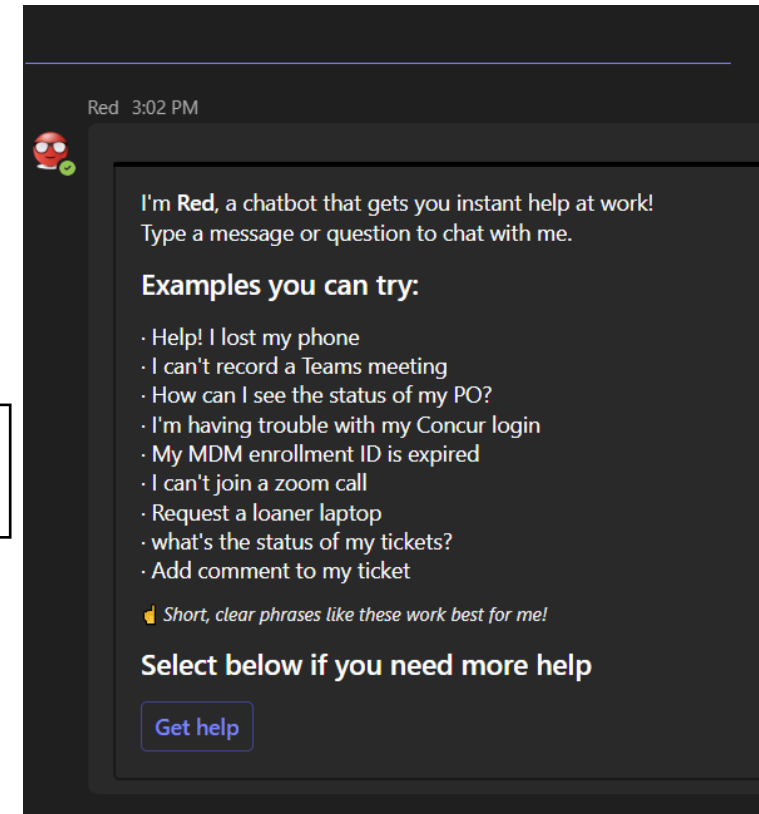 Red 3:02 PM
I'm Red, a chatbot that gets you instant help at work!
Type a message or question to chat with me.
Examples you can try:
· Help! I lost my phone
· I can't record a Teams meeting
· How can I see the status of my PO?
· I'm having trouble with my Concur login
· My MDM enrollment ID is expired
· I can't join a zoom call
· Request a loaner laptop
· what's the status of my tickets?
· Add comment to my ticket
☝ Short, clear phrases like these work best for me!
Select below if you need more help
Get help